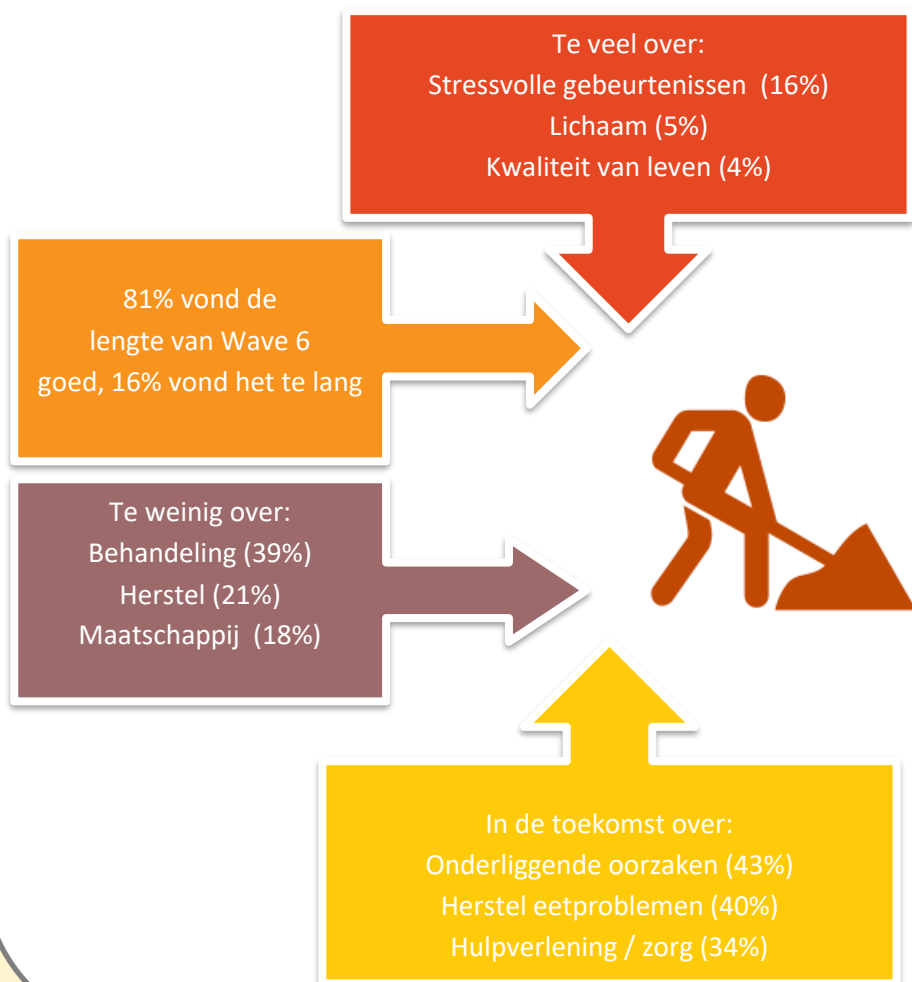 Te veel over:
Stressvolle gebeurtenissen (16%)
Lichaam (5%)
Kwaliteit van leven (4%)
81% vond de
lengte van Wave 6
goed, 16% vond het te lang
Te weinig over:
Behandeling (39%)
Herstel (21%)
Maatschappij (18%)
In de toekomst over:
Onderliggende oorzaken (43%)
Herstel eetproblemen (40%)
Hulpverlening / zorg (34%)